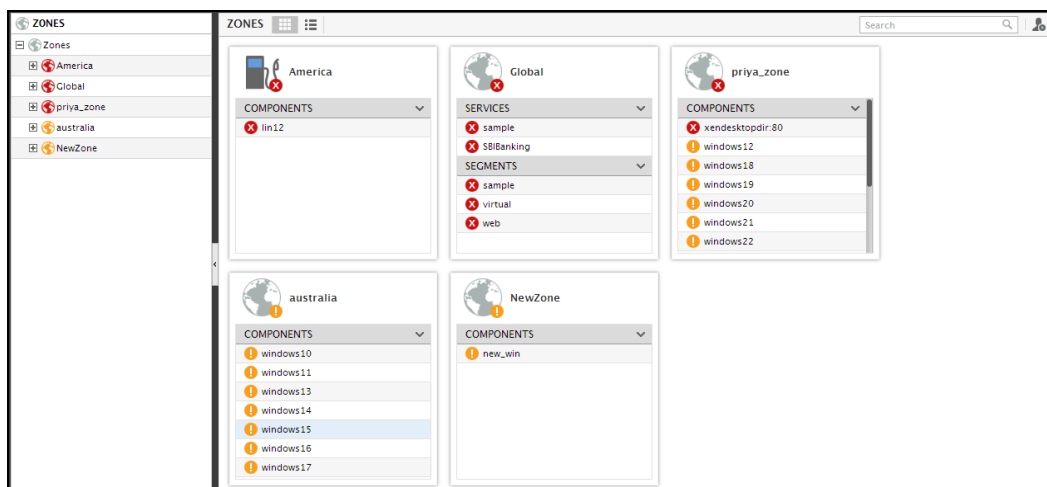 ZONES
Zones
America
Global
priya_zone
australia
NewZone
ZONES
Search
America
COMPONENTS
lin12
Global
SERVICES
sample
SBIBanking
SEGMENTS
sample
virtual
web
priya_zone
COMPONENTS
xendesktopdir:80
windows12
windows18
windows19
windows20
windows21
windows22
australia
COMPONENTS
windows10
windows11
windows13
windows14
windows15
windows16
windows17
NewZone
COMPONENTS
new_win